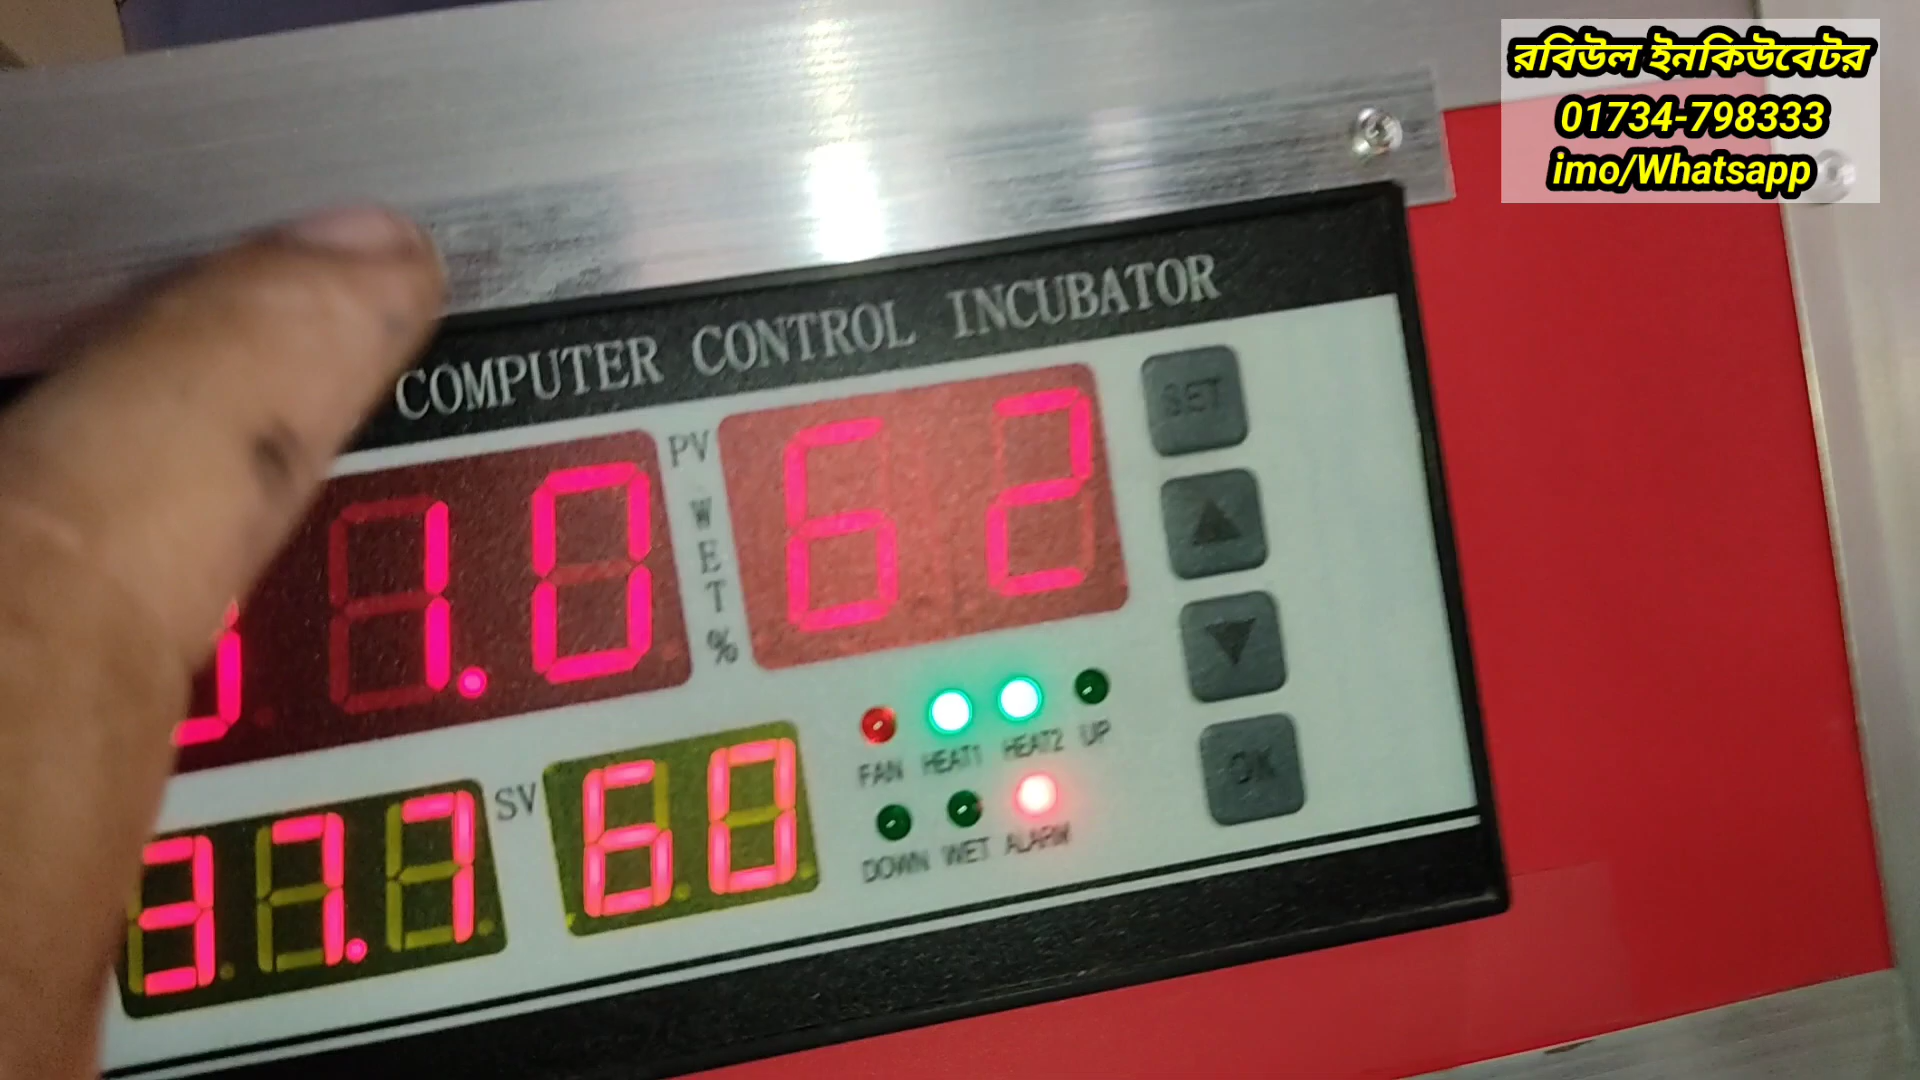 রবিউল ইনকিউবেটর
01734-798333
imo/Whatsapp
COMPUTER CONTROL INCUBATOR
1.0
PV
WET%
62
SET
FAN HEAT1 HEAT2 UP
37.7
SV
60
DOWN WET ALARM
OK